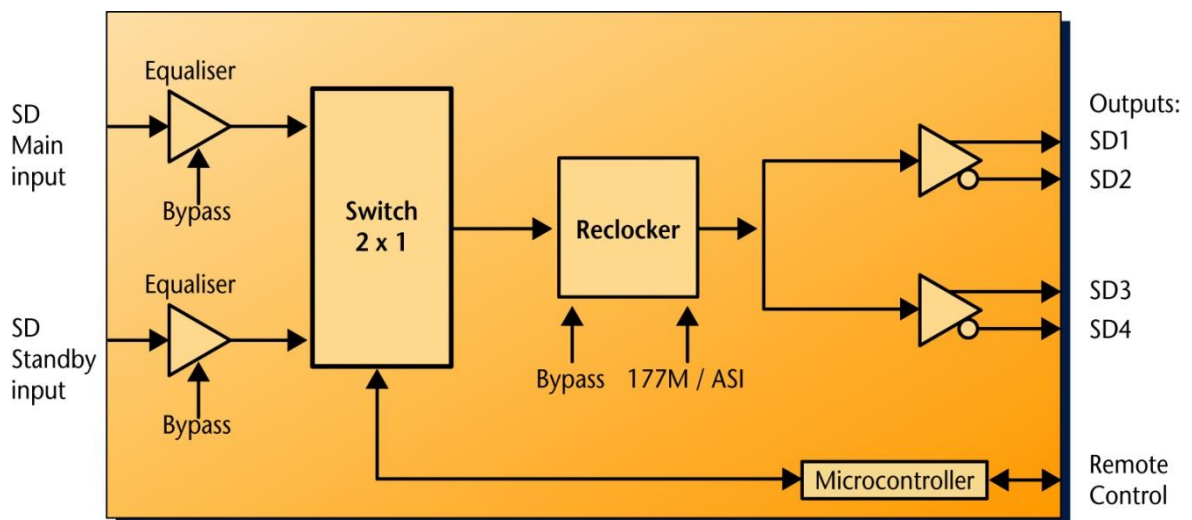 SD
Main
input
Equaliser
Bypass
SD
Standby
input
Equaliser
Bypass
Switch
2 x 1
Reclocker
Bypass
177M / ASI
Microcontroller
Outputs:
SD1
SD2
SD3
SD4
Remote
Control